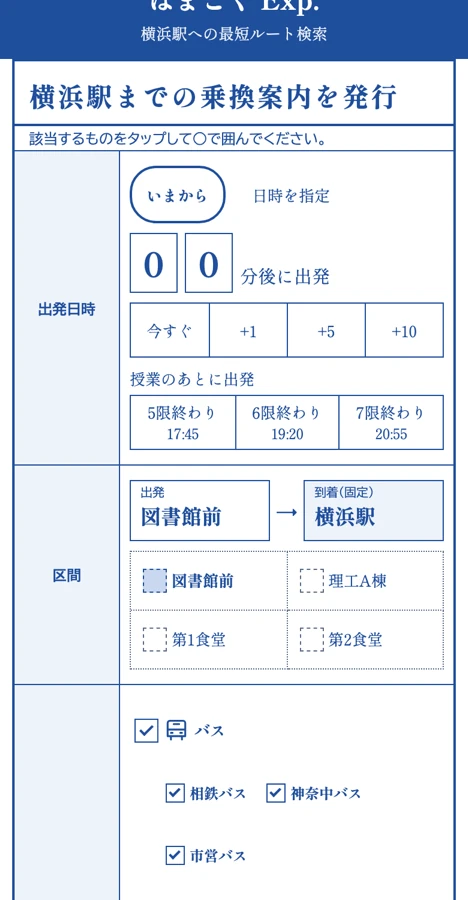 はまこく Exp.
横浜駅への最短ルート検索
横浜駅までの乗換案内を発行
該当するものをタップして〇で囲んでください。
出発日時
いまから 日時を指定
0 0 分後に出発
今すぐ +1 +5 +10
授業のあとに出発
5限終わり 6限終わり 7限終わり
17:45 19:20 20:55
区間
出発 到着(固定)
図書館前 → 横浜駅
図書館前 理工A棟
第1食堂 第2食堂
バス
相鉄バス 神奈中バス
市営バス